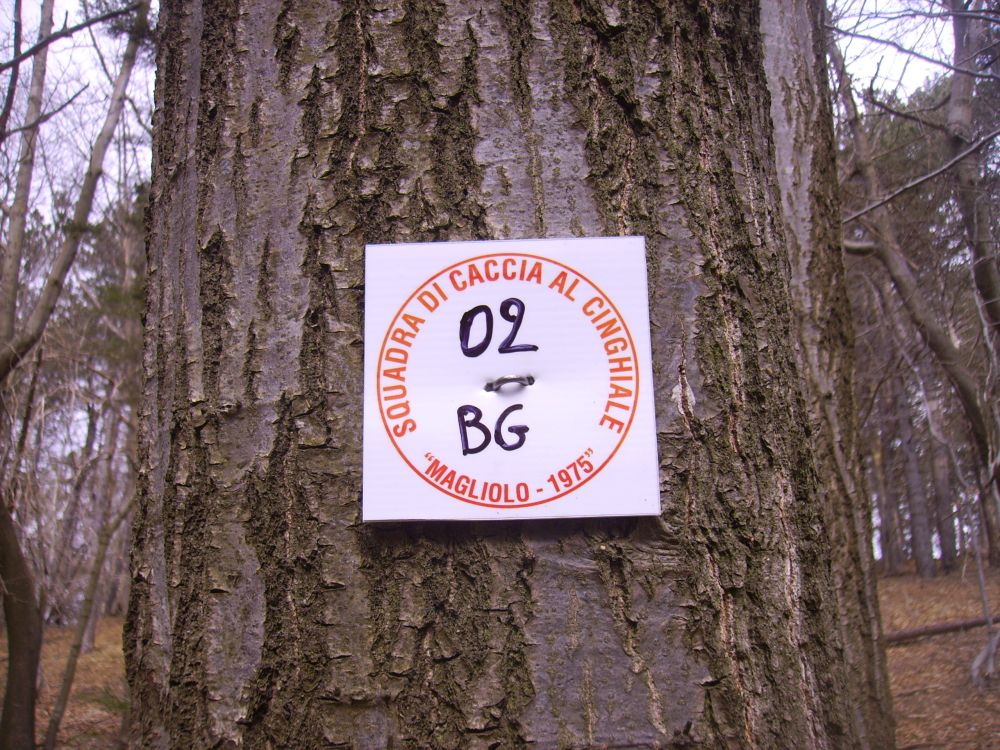 SQUADRA DI CACCIA AL CINGHIALE
02
BG
"MAGLIOLO - 1975"